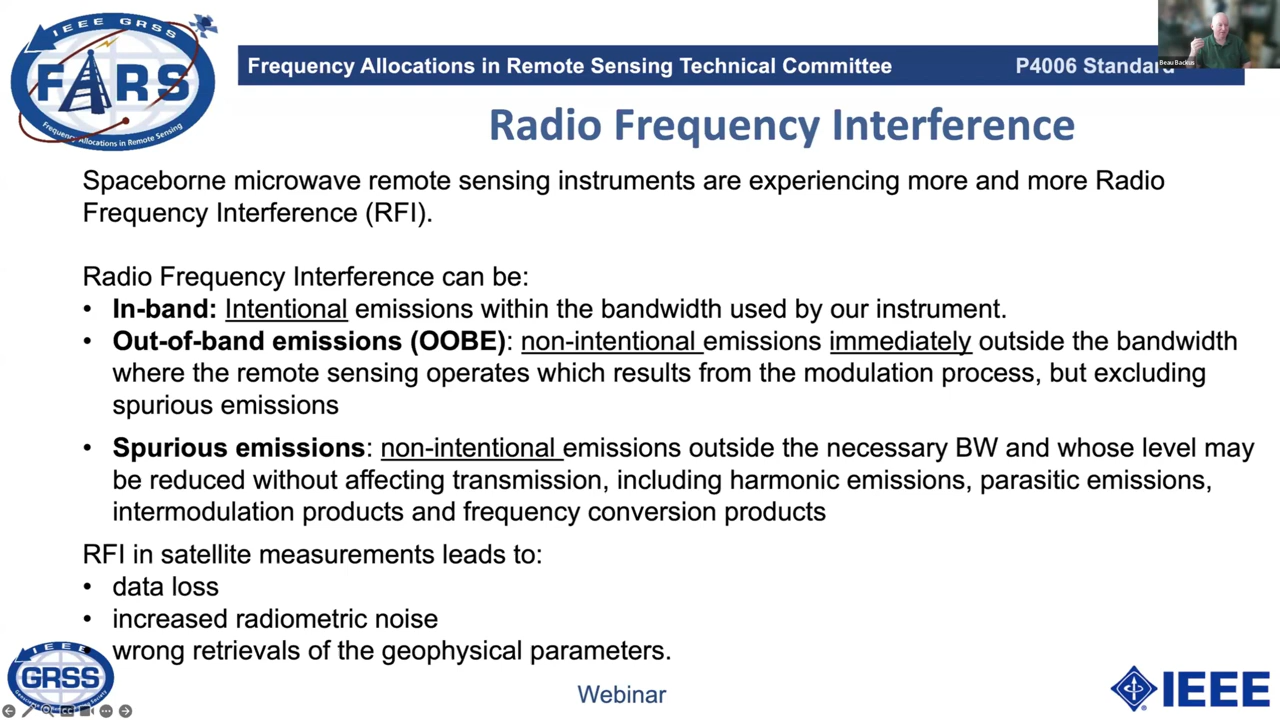 IEEE GRSS
FARS
Frequency Allocations in Remote Sensing
Frequency Allocations in Remote Sensing Technical Committee P4006 Standard
Beau Backus
Radio Frequency Interference
Spaceborne microwave remote sensing instruments are experiencing more and more Radio
Frequency Interference (RFI).
Radio Frequency Interference can be:
• In-band: Intentional emissions within the bandwidth used by our instrument.
• Out-of-band emissions (OOBE): non-intentional emissions immediately outside the bandwidth
where the remote sensing operates which results from the modulation process, but excluding
spurious emissions
• Spurious emissions: non-intentional emissions outside the necessary BW and whose level may
be reduced without affecting transmission, including harmonic emissions, parasitic emissions,
intermodulation products and frequency conversion products
RFI in satellite measurements leads to:
• data loss
• increased radiometric noise
• wrong retrievals of the geophysical parameters.
IEEE
GRSS
Webinar
IEEE